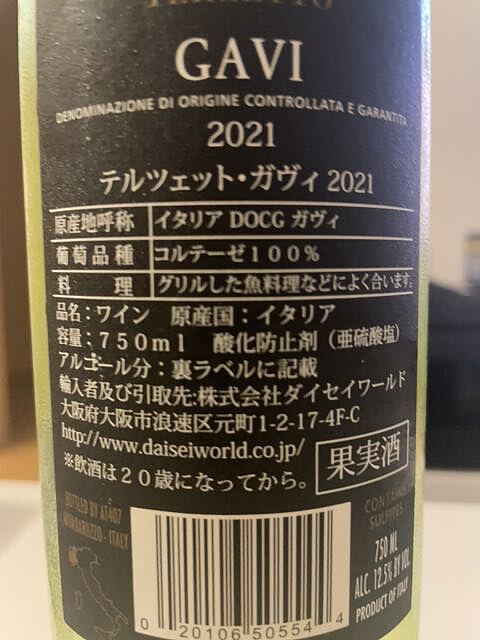 GAVI
DENOMINAZIONE DI ORIGINE CONTROLLATA E GARANTITA
2021
テルツェット・ガヴィ 2021
原産地呼称 イタリア DOCG ガヴィ
葡萄品種 コルテーゼ100%
料理 グリルした魚料理などによく合います。
品名:ワイン 原産国:イタリア
容量:750ml 酸化防止剤(亜硫酸塩)
アルコール分:裏ラベルに記載
輸入者及び引取先:株式会社ダイセイワールド
大阪府大阪市浪速区元町1-2-17-4F-C
http://www.daiseiworld.co.jp/
※飲酒は20歳になってから。
果実酒
BOTTLED BY AT407
- ITALY
CONTAINS
SULFITES
750 ML
ALC. 12.5% BY VOL.
PRODUCT OF ITALY
0 20106 50554 4